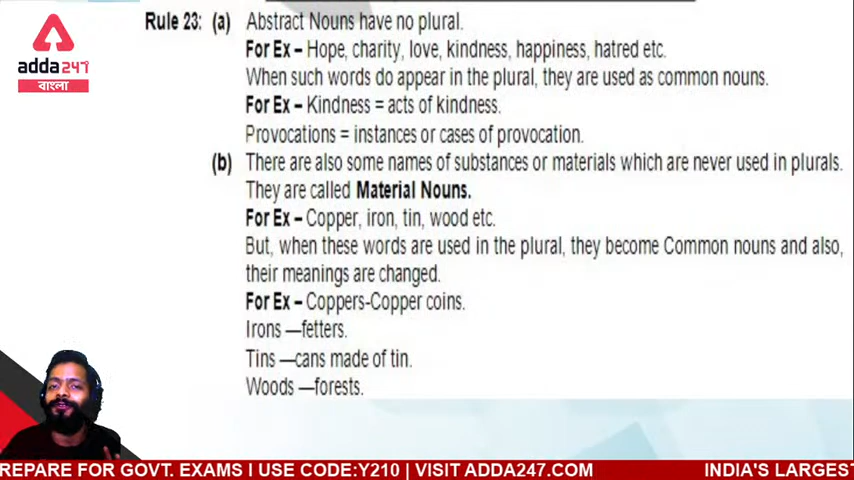 Rule 23: (a) Abstract Nouns have no plural.
For Ex – Hope, charity, love, kindness, happiness, hatred etc.
When such words do appear in the plural, they are used as common nouns.
For Ex – Kindness = acts of kindness.
Provocations = instances or cases of provocation.
(b) There are also some names of substances or materials which are never used in plurals.
They are called Material Nouns.
For Ex – Copper, iron, tin, wood etc.
But, when these words are used in the plural, they become Common nouns and also,
their meanings are changed.
For Ex – Coppers-Copper coins.
Irons —fetters.
Tins —cans made of tin.
Woods —forests.
adda247
বাংলা
REPARE FOR GOVT. EXAMS I USE CODE:Y210 | VISIT ADDA247.COM INDIA'S LARGEST